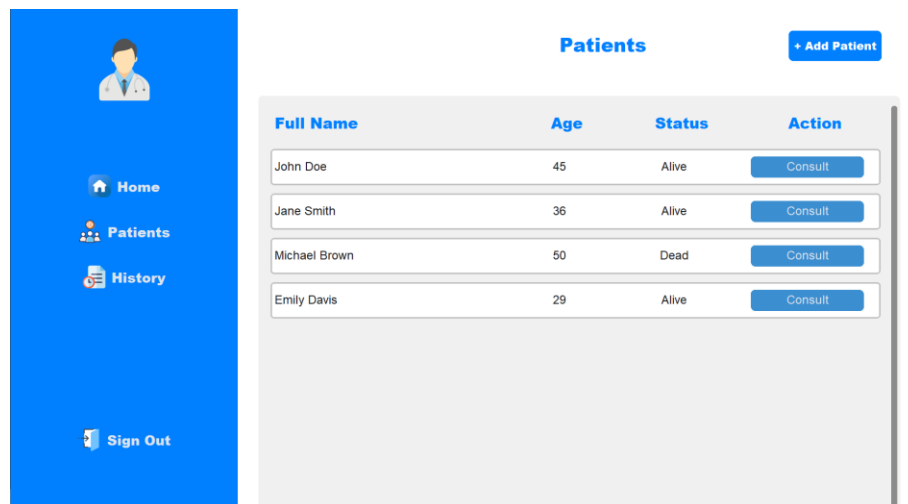 Patients
+ Add Patient
Home
Patients
History
Sign Out
Full Name Age Status Action
John Doe 45 Alive Consult
Jane Smith 36 Alive Consult
Michael Brown 50 Dead Consult
Emily Davis 29 Alive Consult